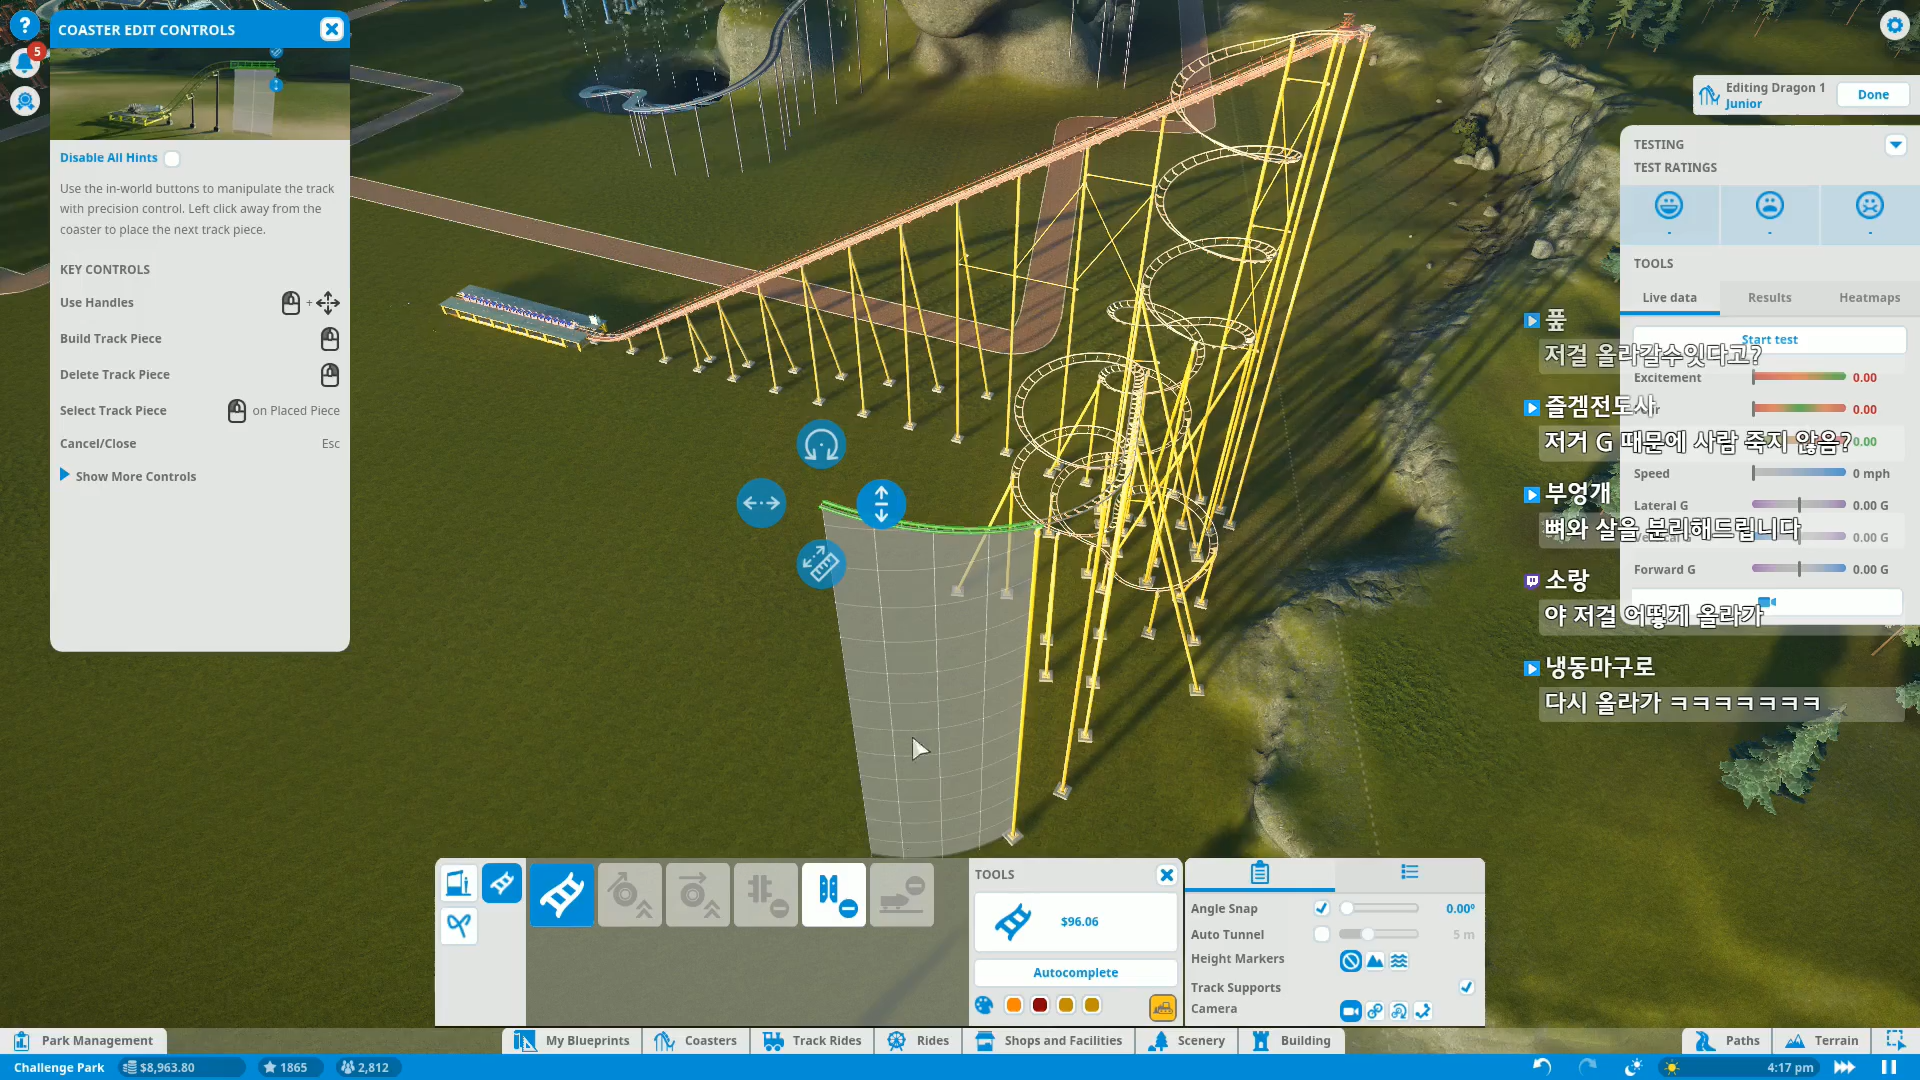 COASTER EDIT CONTROLS
5
Disable All Hints
Use the in-world buttons to manipulate the track
with precision control. Left click away from the
coaster to place the next track piece.
KEY CONTROLS
Use Handles
+
Build Track Piece
Delete Track Piece
Select Track Piece
on Placed Piece
Cancel/Close
Esc
Show More Controls
Editing Dragon 1
Junior
Done
TESTING
TEST RATINGS
- - -
TOOLS
Live data
Results
Heatmaps
Start test
Excitement
0.00
0.00
0.00
Speed
0 mph
Lateral G
0.00 G
0.00 G
Forward G
0.00 G
풒
저걸 올라갈수잇다고?
즐겜전도사
저거 G 때문에 사람 죽지 않음?
부엉개
뼈와 살을 분리해드립니다
소랑
야 저걸 어떻게 올라가
냉동마구로
다시 올라가 ㅋㅋㅋㅋㅋㅋㅋ
TOOLS
$96.06
Autocomplete
Angle Snap
0.00°
Auto Tunnel
5 m
Height Markers
Track Supports
Camera
Park Management
My Blueprints
Coasters
Track Rides
Rides
Shops and Facilities
Scenery
Building
Paths
Terrain
Challenge Park
$8,963.80
1865
2,812
4:17 pm